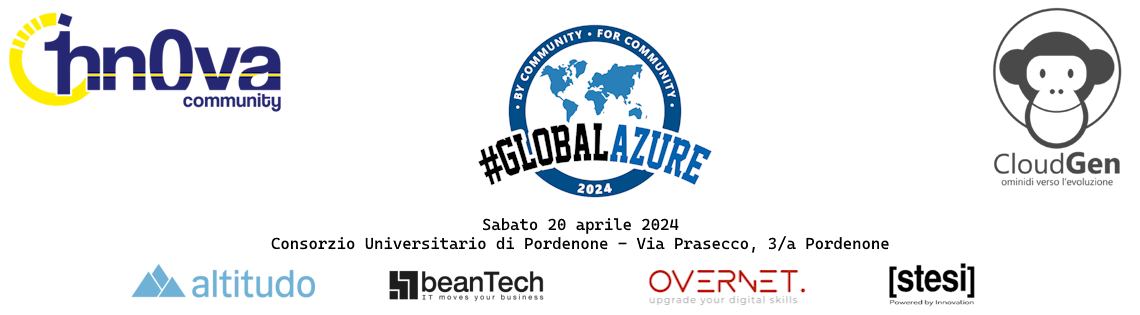 1nn0va
community
• BY COMMUNITY • FOR COMMUNITY •
#GLOBALAZURE
2024
CloudGen
ominidi verso l'evoluzione
Sabato 20 aprile 2024
Consorzio Universitario di Pordenone – Via Prasecco, 3/a Pordenone
altitudo
beanTech
IT moves your business
OVERNET.
upgrade your digital skills
[stesi]
Powered by Innovation